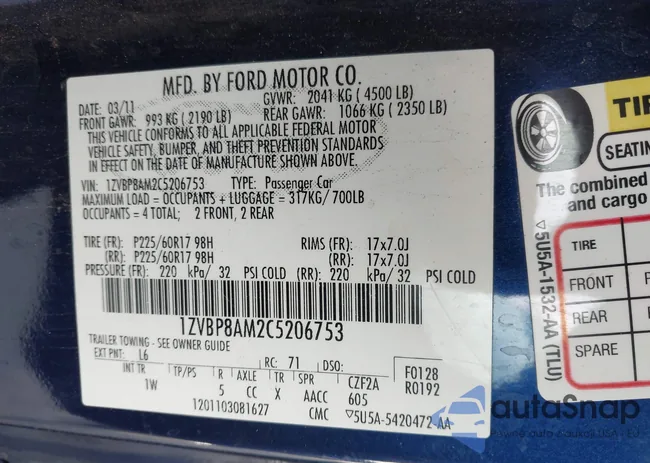 MFD. BY FORD MOTOR CO.
DATE: 03/11 GVWR: 2041 KG ( 4500 LB)
FRONT GAWR: 993 KG ( 2190 LB) REAR GAWR: 1066 KG ( 2350 LB)
THIS VEHICLE CONFORMS TO ALL APPLICABLE FEDERAL MOTOR
VEHICLE SAFETY, BUMPER, AND THEFT PREVENTION STANDARDS
IN EFFECT ON THE DATE OF MANUFACTURE SHOWN ABOVE.
VIN: 1ZVBP8AM2C5206753 TYPE: Passenger Car
MAXIMUM LOAD = OCCUPANTS + LUGGAGE = 317KG/ 700LB
OCCUPANTS = 4 TOTAL; 2 FRONT, 2 REAR
TIRE (FR): P225/60R17 98H RIMS (FR): 17x7.0J
(RR): P225/60R17 98H (RR): 17x7.0J
PRESSURE (FR): 220 kPa/ 32 PSI COLD (RR): 220 kPa/ 32 PSI COLD
1ZVBP8AM2C5206753
TRAILER TOWING - SEE OWNER GUIDE
EXT PNT: L6 RC: 71 DSO: F0128
INT TR TP/PS R AXLE TR SPR CZF2A R0192
1W 5 CC X AACC 605
1201103081627 CMC ▽5U5A-5420472-AA
TIR
SEATIN
The combined
and cargo
TIRE
FRONT
REAR
SPARE
▽5U5A-1532-AA (TLU)
autoSnap